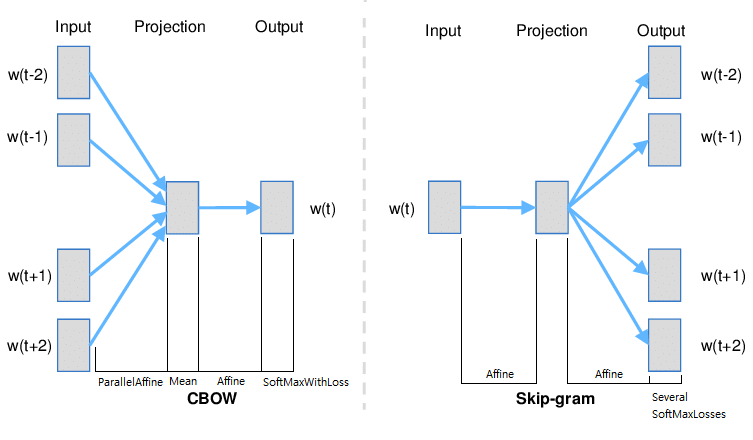 Input Projection Output
w(t-2)
w(t-1)
w(t)
w(t+1)
w(t+2)
ParallelAffine Mean Affine SoftMaxWithLoss
CBOW
Input Projection Output
w(t-2)
w(t-1)
w(t)
w(t+1)
w(t+2)
Affine Affine
Several
SoftMaxLosses
Skip-gram